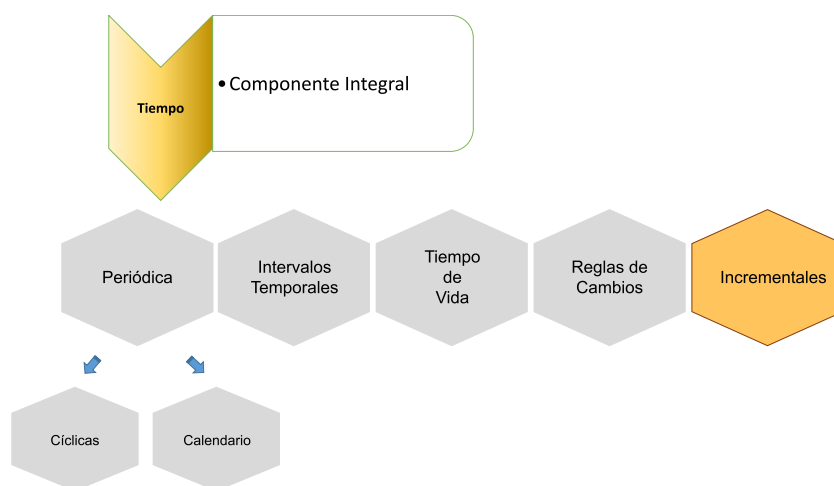 • Componente Integral
Tiempo
Periódica
Intervalos
Temporales
Tiempo
de
Vida
Reglas de
Cambios
Incrementales
Cíclicas
Calendario